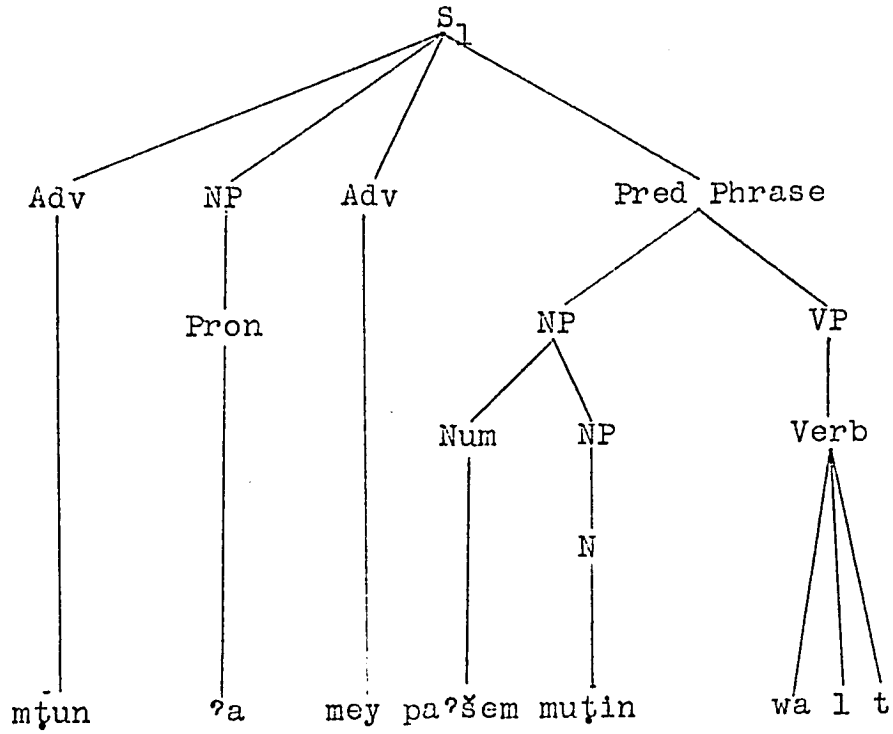 S₁
Adv NP Adv Pred Phrase
Pron NP VP
Num NP Verb
N
mṭun ʔa mey paʔšem muṭin wa l t